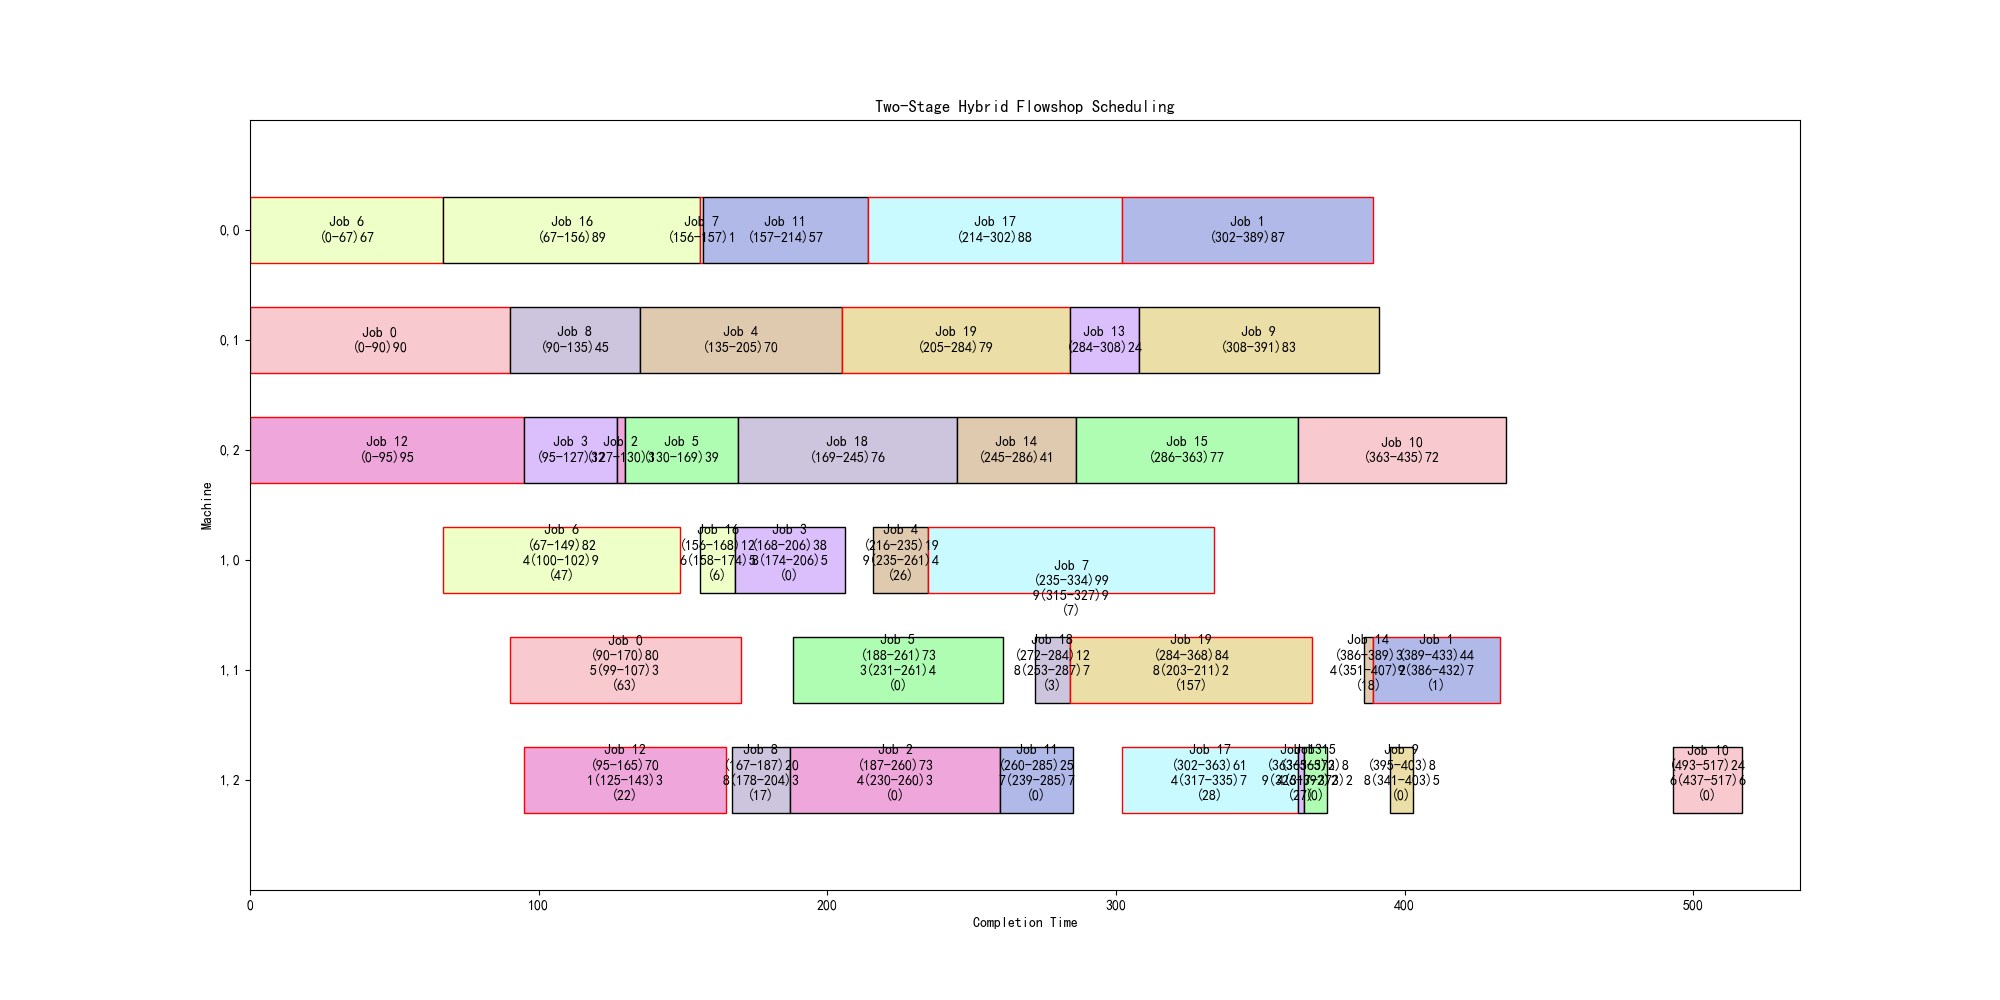 Two-Stage Hybrid Flowshop Scheduling
Machine
0,0
Job 6
(0-67)67
Job 16
(67-156)89
Job 7
(156-157)1
Job 11
(157-214)57
Job 17
(214-302)88
Job 1
(302-389)87
0,1
Job 0
(0-90)90
Job 8
(90-135)45
Job 4
(135-205)70
Job 19
(205-284)79
Job 13
(284-308)24
Job 9
(308-391)83
0,2
Job 12
(0-95)95
Job 3
(95-127)32
Job 2
(127-130)3
Job 5
(130-169)39
Job 18
(169-245)76
Job 14
(245-286)41
Job 15
(286-363)77
Job 10
(363-435)72
1,0
Job 6
(67-149)82
4(100-102)9
(47)
Job 16
(156-168)12
6(158-174)5
(6)
Job 3
(168-206)38
8(174-206)5
(0)
Job 4
(216-235)19
9(235-261)4
(26)
Job 7
(235-334)99
9(315-327)9
(7)
1,1
Job 0
(90-170)80
5(99-107)3
(63)
Job 5
(188-261)73
3(231-261)4
(0)
Job 18
(272-284)12
8(253-287)7
(3)
Job 19
(284-368)84
8(203-211)2
(157)
Job 14
(386-389)3
4(351-407)9
(18)
Job 1
(389-433)44
2(386-432)7
(1)
1,2
Job 12
(95-165)70
1(125-143)3
(22)
Job 8
(167-187)20
8(178-204)3
(17)
Job 2
(187-260)73
4(230-260)3
(0)
Job 11
(260-285)25
7(239-285)7
(0)
Job 17
(302-363)61
4(317-335)7
(28)
Job 13
(27)
Job 15
(365-373)8
(0)
Job 9
(395-403)8
8(341-403)5
(0)
Job 10
(493-517)24
6(437-517)6
(0)
0
100
200
300
400
500
Completion Time